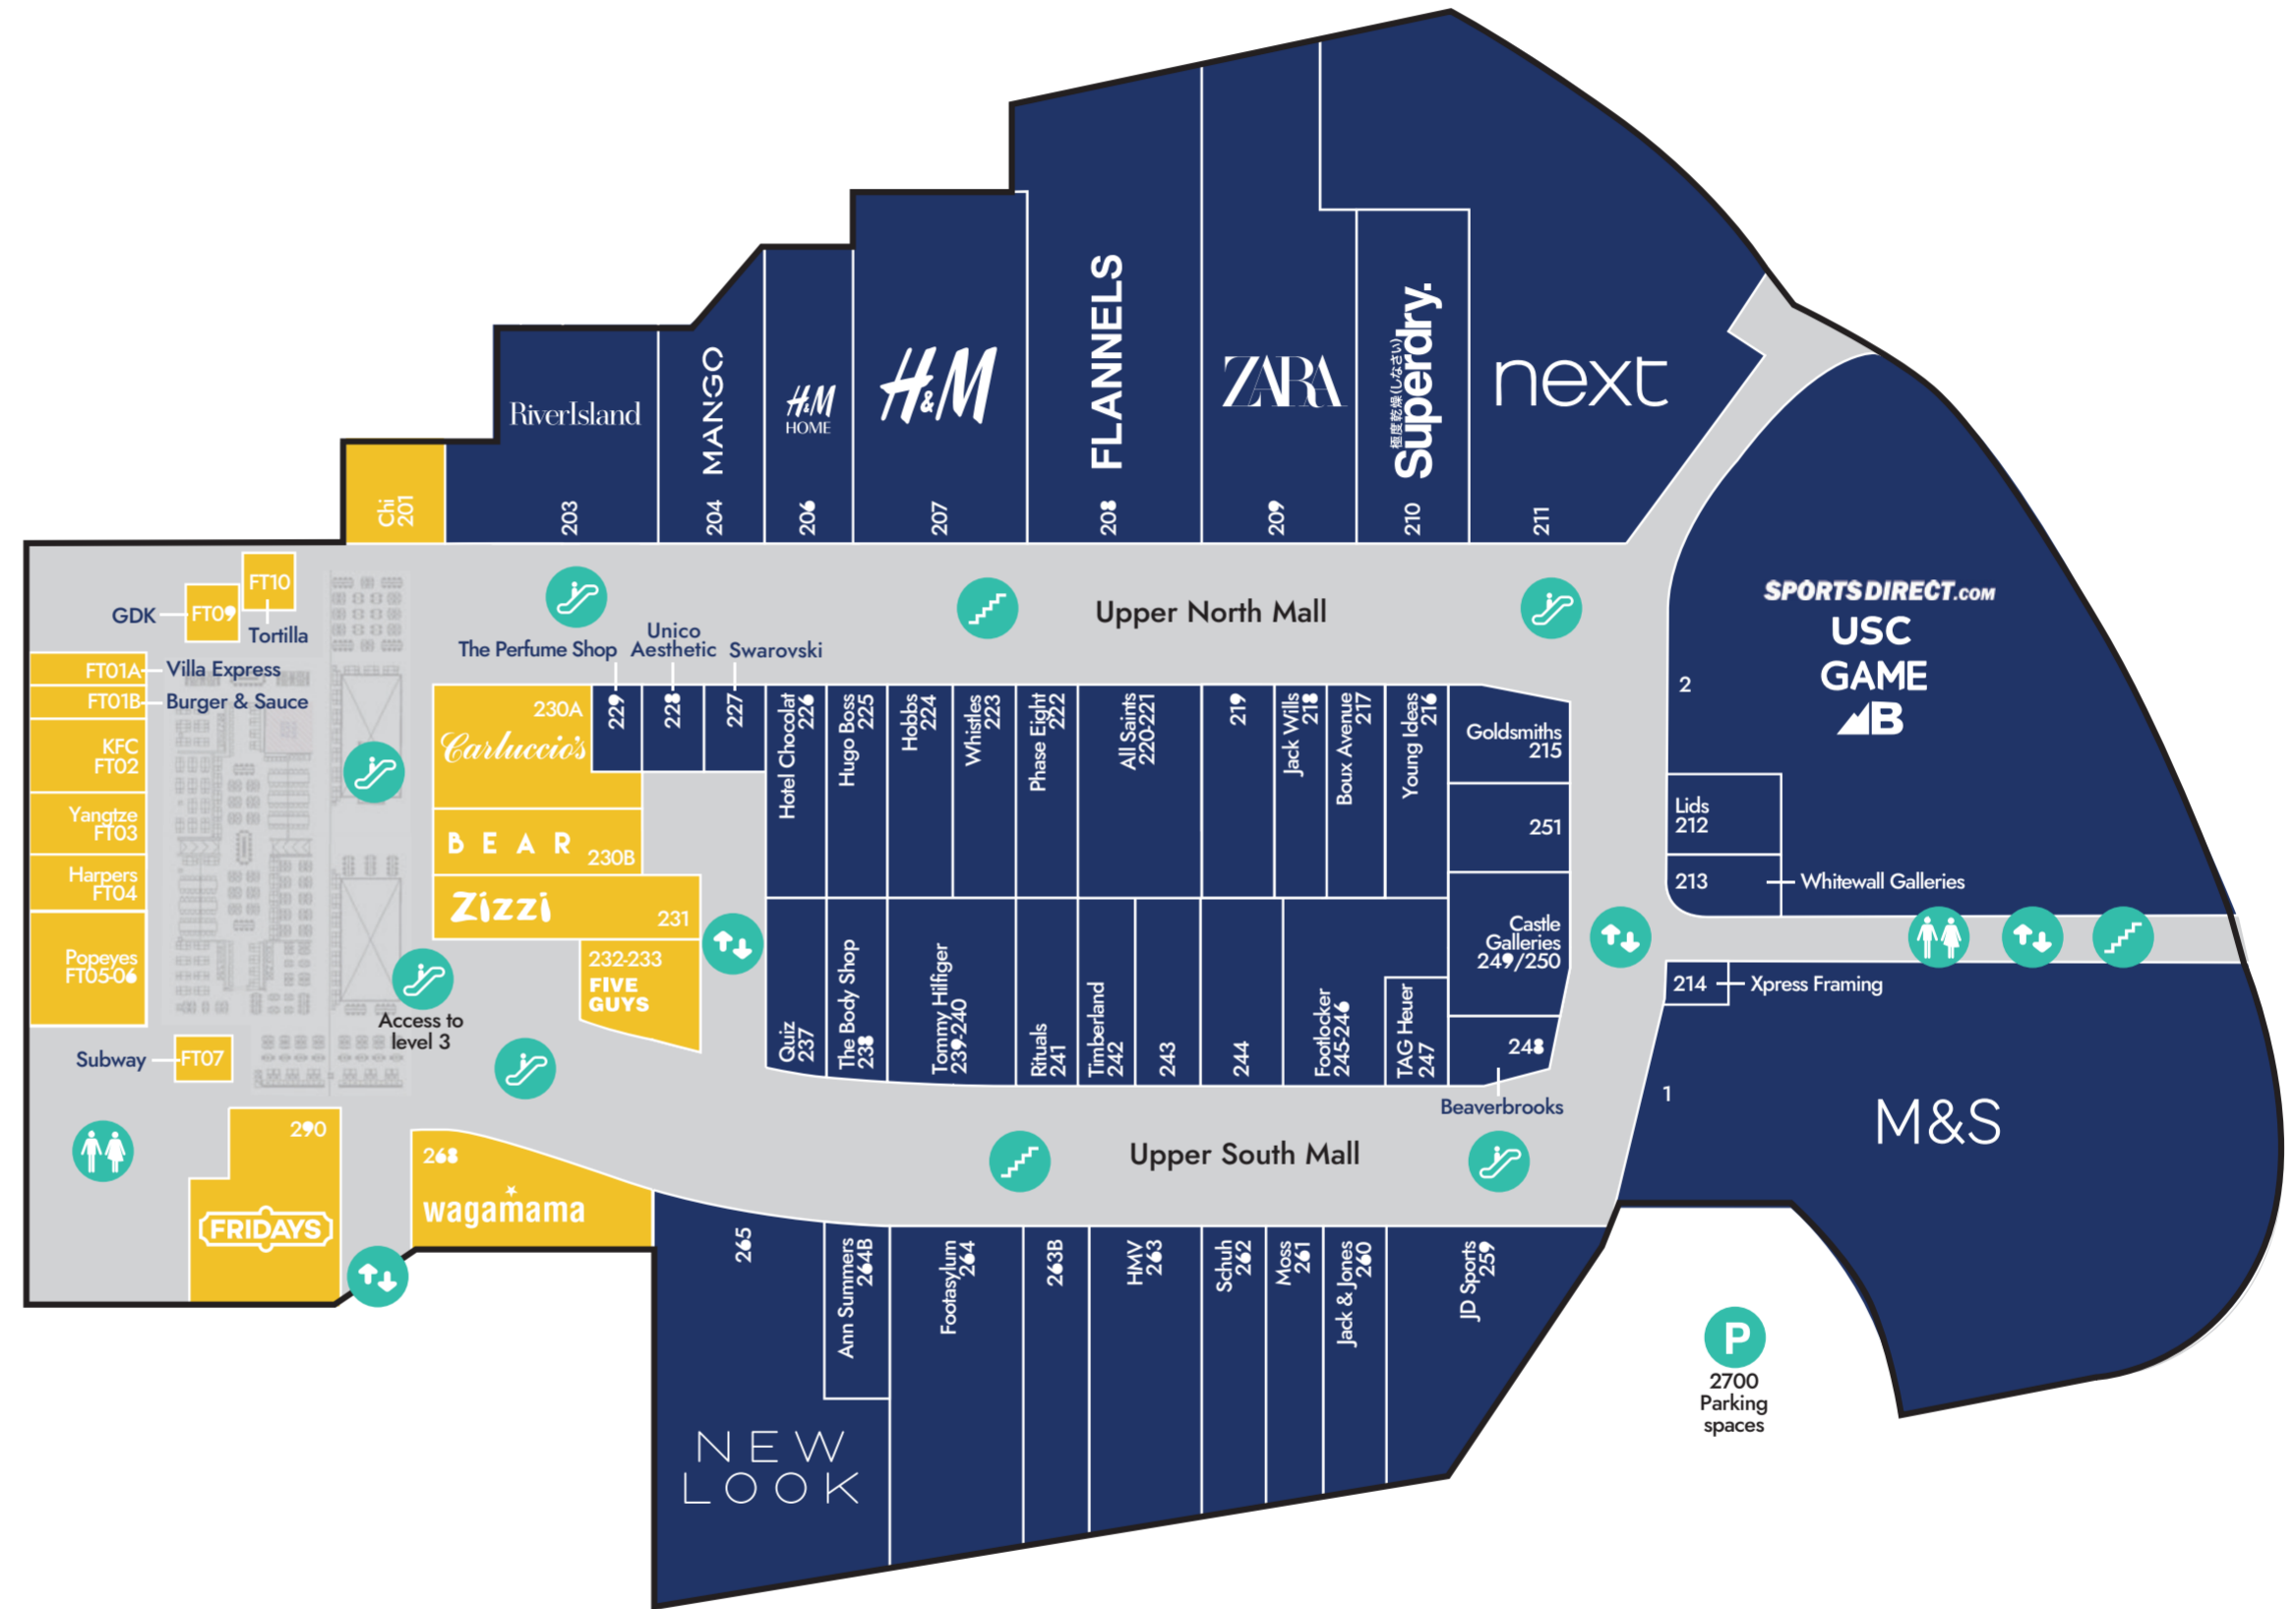 RiverIsland
203
MANGO
204
H&M
HOME
206
H&M
207
FLANNELS
208
ZARA
209
極度乾燥(しなさい)
Superdry.
210
next
211
Chi
201
FT10
Tortilla
GDK
FT09
FT01A
Villa Express
FT01B
Burger & Sauce
KFC
FT02
Yangtze
FT03
Harpers
FT04
Popeyes
FT05-06
Subway
FT07
Access to
level 3
290
FRIDAYS
268
wagamama
Upper North Mall
The Perfume Shop
Unico
Aesthetic
Swarovski
230A
Carluccio's
229
228
227
BEAR
230B
Zizzi
231
232-233
FIVE
GUYS
Hotel Chocolat
226
Hugo Boss
225
Hobbs
224
Whistles
223
Phase Eight
222
All Saints
220-221
219
Jack Wills
218
Boux Avenue
217
Young Ideas
216
Goldsmiths
215
251
Castle
Galleries
249/250
248
Beaverbrooks
Quiz
237
The Body Shop
238
Tommy Hilfiger
239-240
Rituals
241
Timberland
242
243
244
Footlocker
245-246
TAG Heuer
247
Upper South Mall
SPORTSDIRECT.COM
USC
GAME
B
2
Lids
212
213
Whitewall Galleries
214
Xpress Framing
1
M&S
265
NEW
LOOK
Ann Summers
264B
Footasylum
264
263B
HMV
263
Schuh
262
Moss
261
Jack & Jones
260
JD Sports
259
P
2700
Parking
spaces